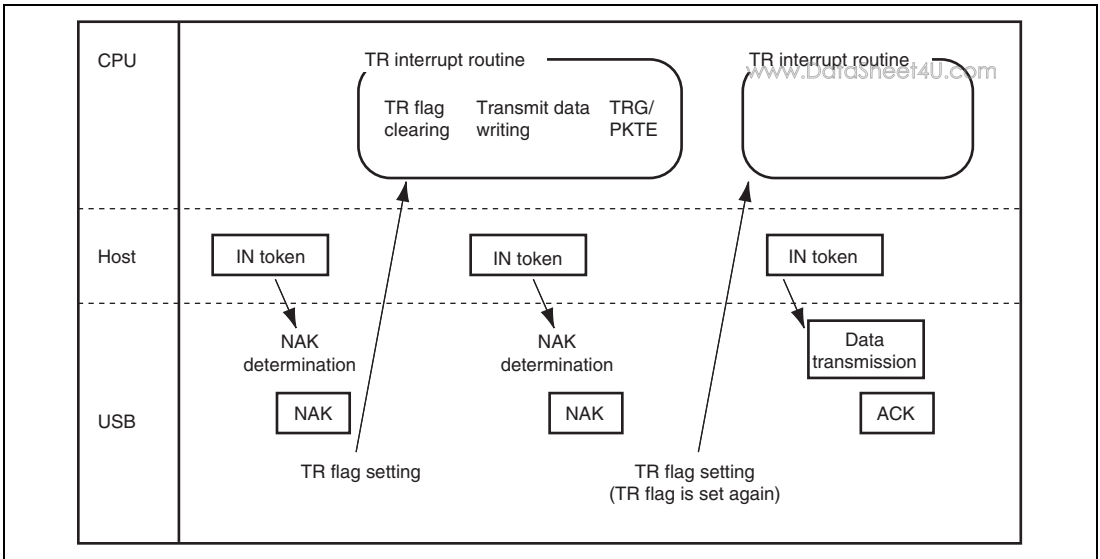 CPU
TR interrupt routine
TR flag
clearing
Transmit data
writing
TRG/
PKTE
TR interrupt routine
www.DataSheet4U.com
Host
IN token
IN token
IN token
USB
NAK
determination
NAK
TR flag setting
NAK
determination
NAK
TR flag setting
(TR flag is set again)
Data
transmission
ACK